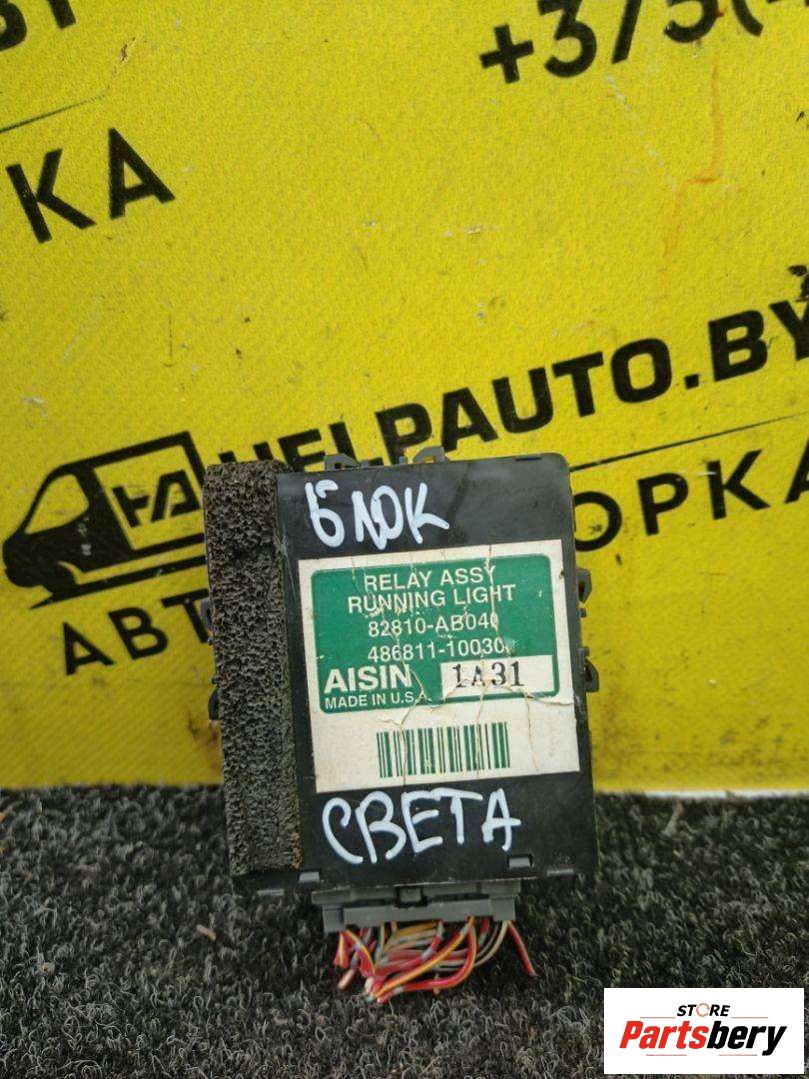 +375(
КА
HELPAUTO.BY
HA
АВТ
ОРКА
БЛОК
RELAY ASSY
RUNNING LIGHT
82810-AB040
486811-10030
AISIN 1A31
MADE IN U.S.A.
СВЕТА
STORE
Partsbery